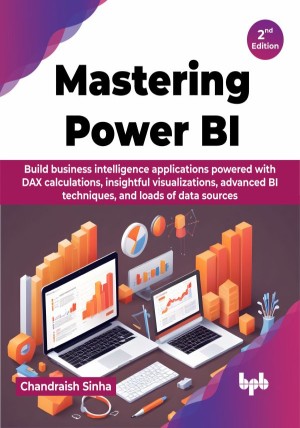 2nd
Edition
Mastering
Power BI
Build business intelligence applications powered with
DAX calculations, insightful visualizations, advanced BI
techniques, and loads of data sources
Chandraish Sinha
bpb